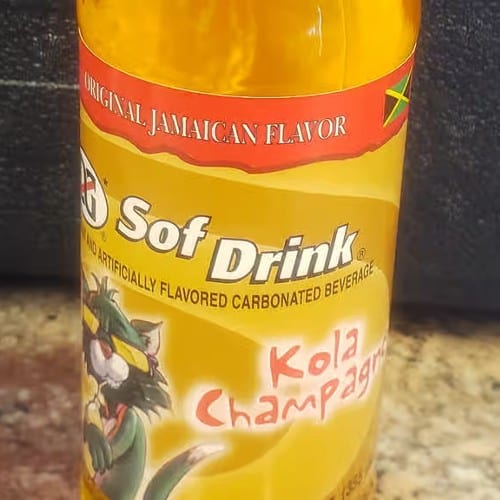 ORIGINAL JAMAICAN FLAVOR
Sof Drink®
AND ARTIFICIALLY FLAVORED CARBONATED BEVERAGE
Kola
Champagne